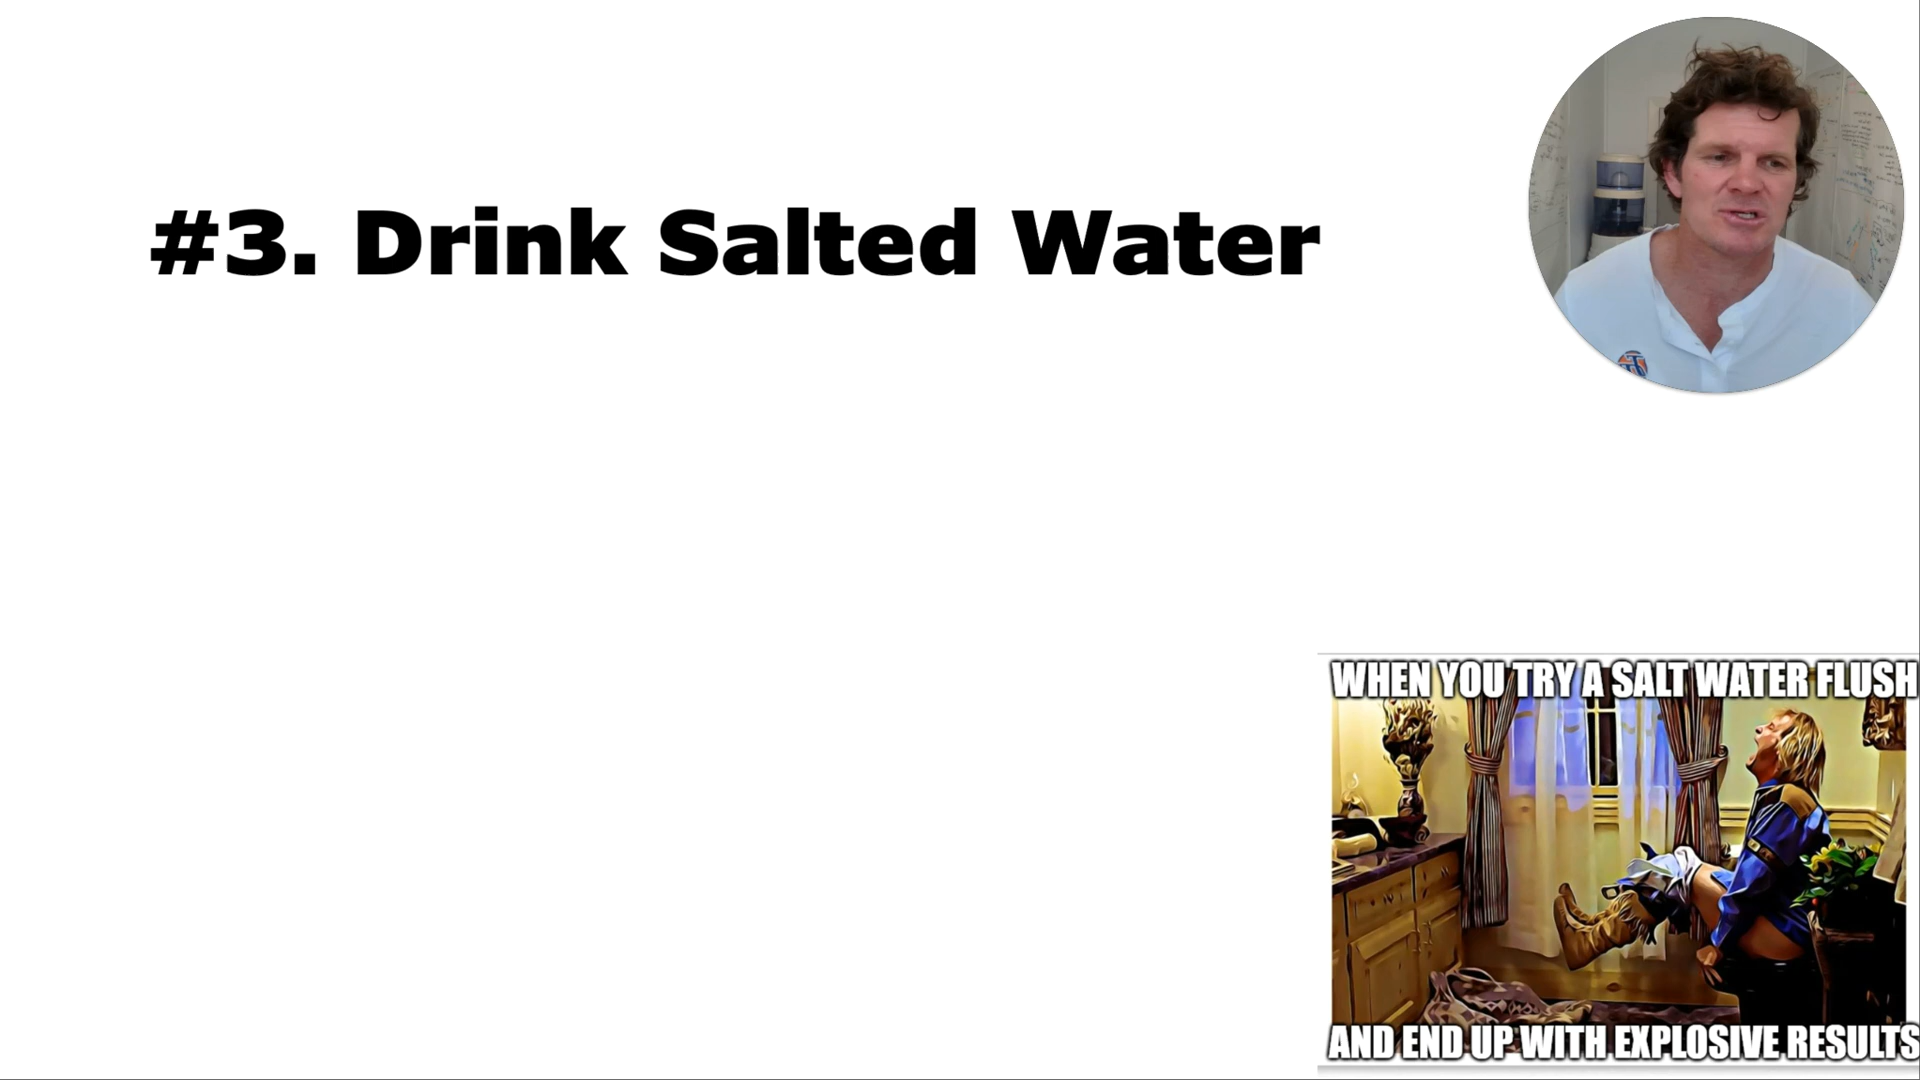 #3. Drink Salted Water
WHEN YOU TRY A SALT WATER FLUSH
AND END UP WITH EXPLOSIVE RESULTS